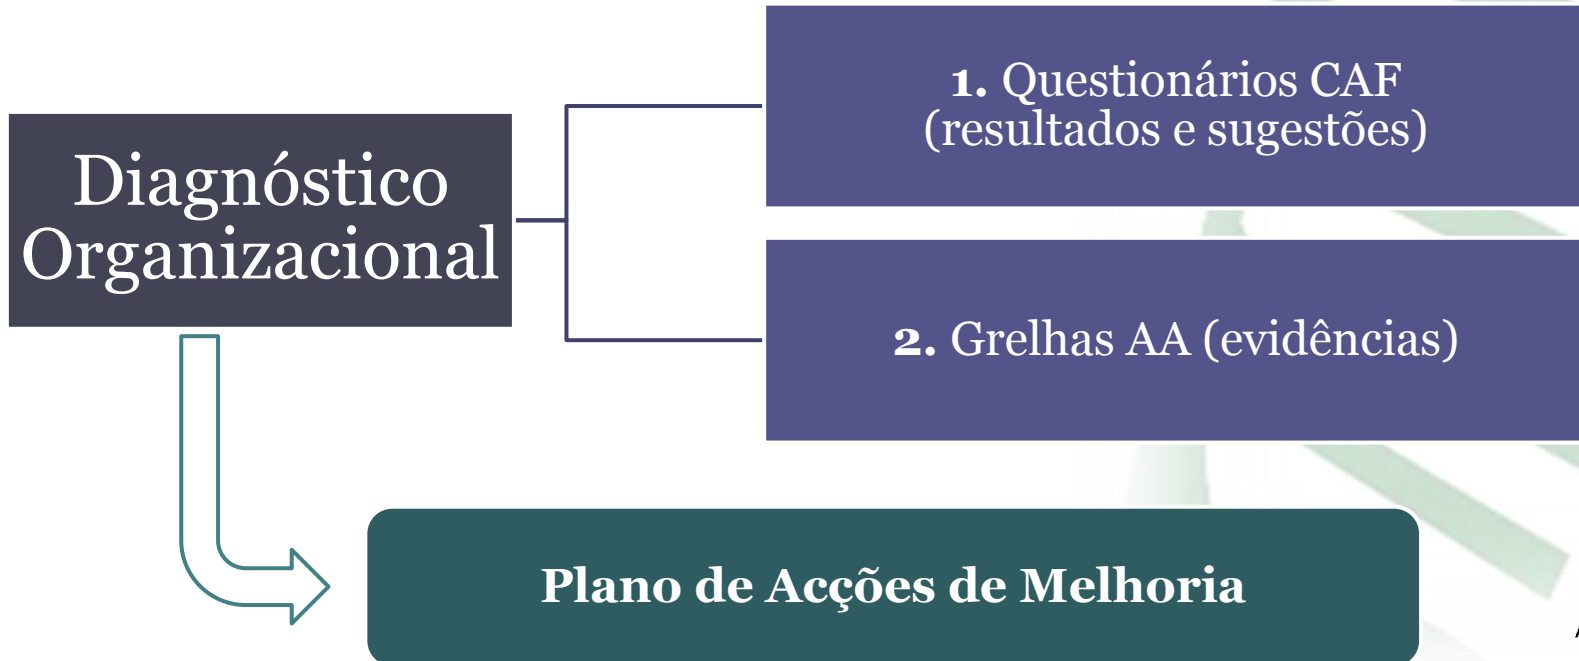 1. Questionários CAF
(resultados e sugestões)
Diagnóstico
Organizacional
2. Grelhas AA (evidências)
Plano de Acções de Melhoria